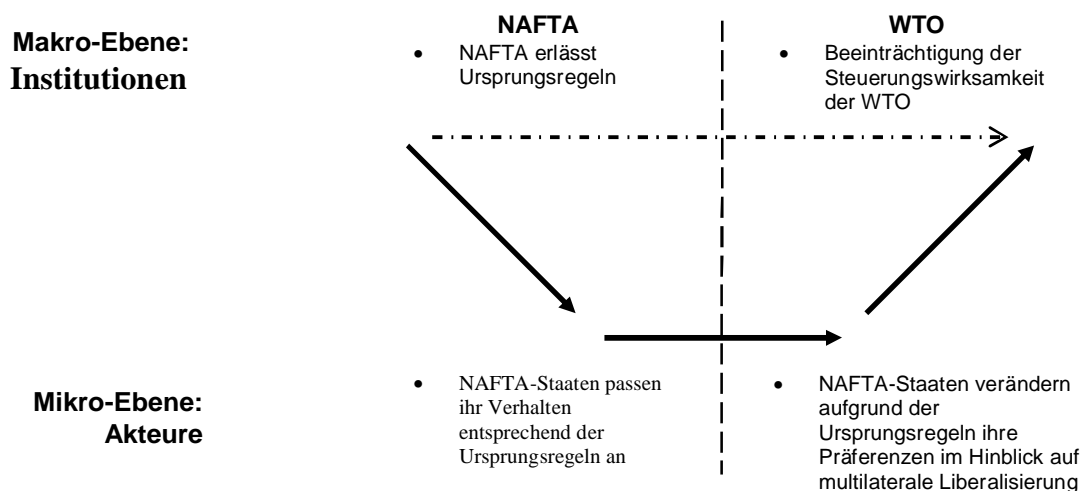 NAFTA
WTO
Makro-Ebene:
Institutionen
• NAFTA erlässt
Ursprungsregeln
• Beeinträchtigung der
Steuerungswirksamkeit
der WTO
Mikro-Ebene:
Akteure
• NAFTA-Staaten passen
ihr Verhalten
entsprechend der
Ursprungsregeln an
• NAFTA-Staaten verändern
aufgrund der
Ursprungsregeln ihre
Präferenzen im Hinblick auf
multilaterale Liberalisierung